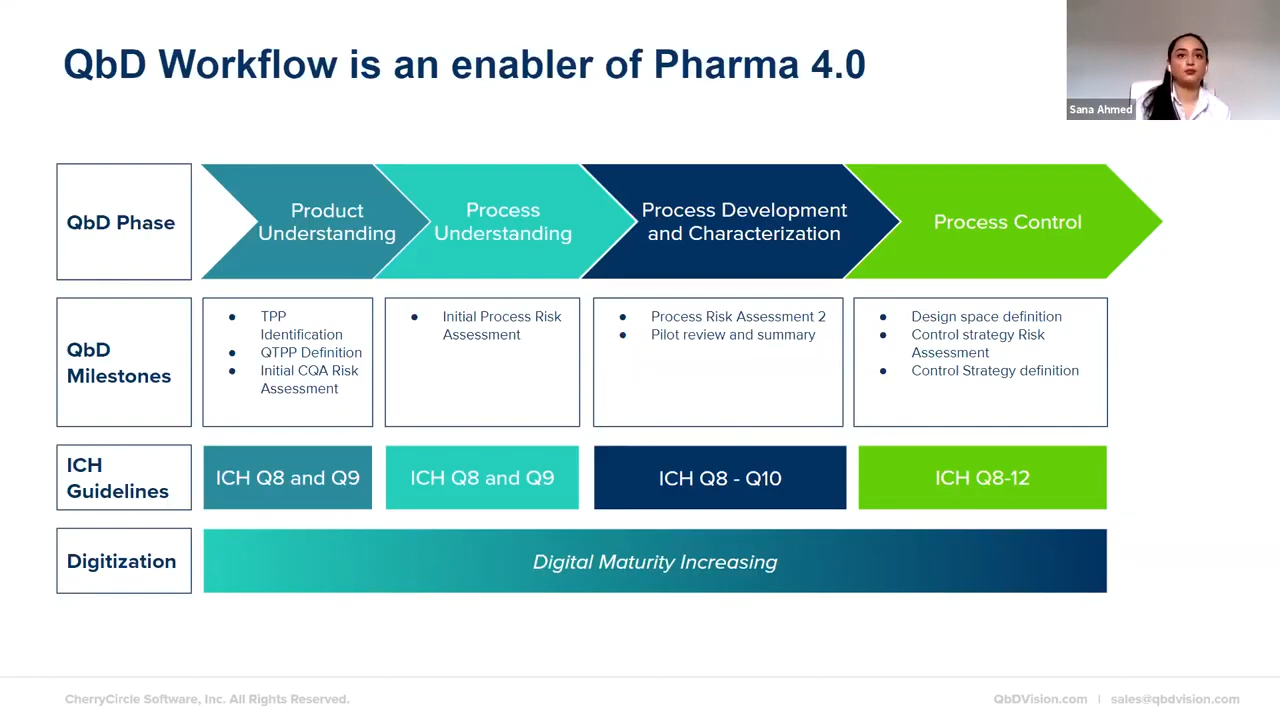 QbD Workflow is an enabler of Pharma 4.0
Sana Ahmed
QbD Phase
Product
Understanding
Process
Understanding
Process Development
and Characterization
Process Control
QbD
Milestones
● TPP
Identification
● QTPP Definition
● Initial CQA Risk
Assessment
● Initial Process Risk
Assessment
● Process Risk Assessment 2
● Pilot review and summary
● Design space definition
● Control strategy Risk
Assessment
● Control Strategy definition
ICH
Guidelines
ICH Q8 and Q9
ICH Q8 and Q9
ICH Q8 - Q10
ICH Q8-12
Digitization
Digital Maturity Increasing
CherryCircle Software, Inc. All Rights Reserved.
QbDVision.com | sales@qbdvision.com